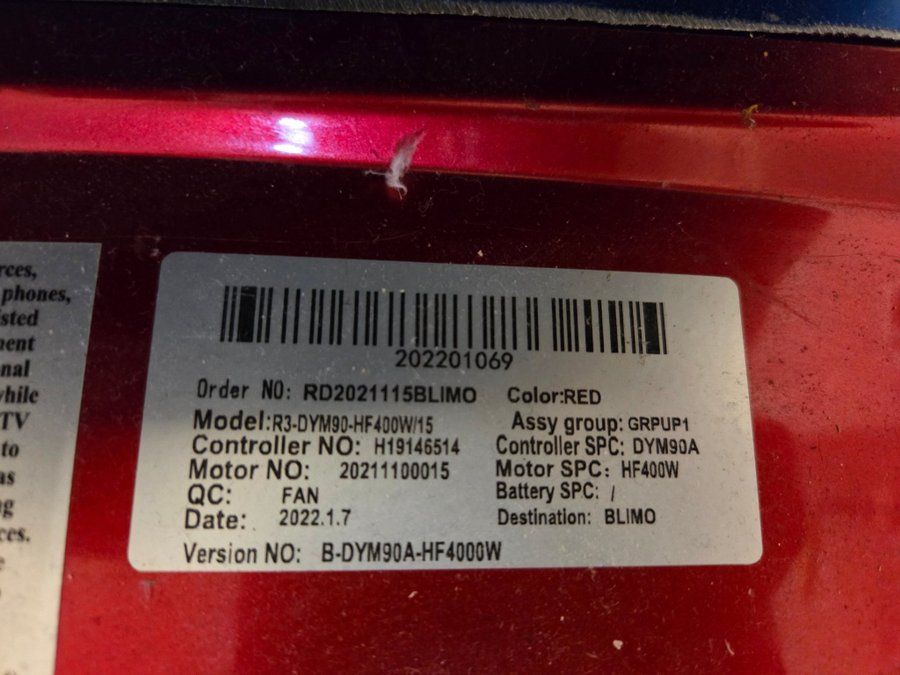 rces,
phones,
isted
ment
nal
while
TV
to
as
ng
ces.
202201069
Order NO: RD2021115BLIMO Color:RED
Model:R3-DYM90-HF400W/15 Assy group: GRPUP1
Controller NO: H19146514 Controller SPC: DYM90A
Motor NO: 20211100015 Motor SPC: HF400W
QC: FAN Battery SPC: /
Date: 2022.1.7 Destination: BLIMO
Version NO: B-DYM90A-HF4000W